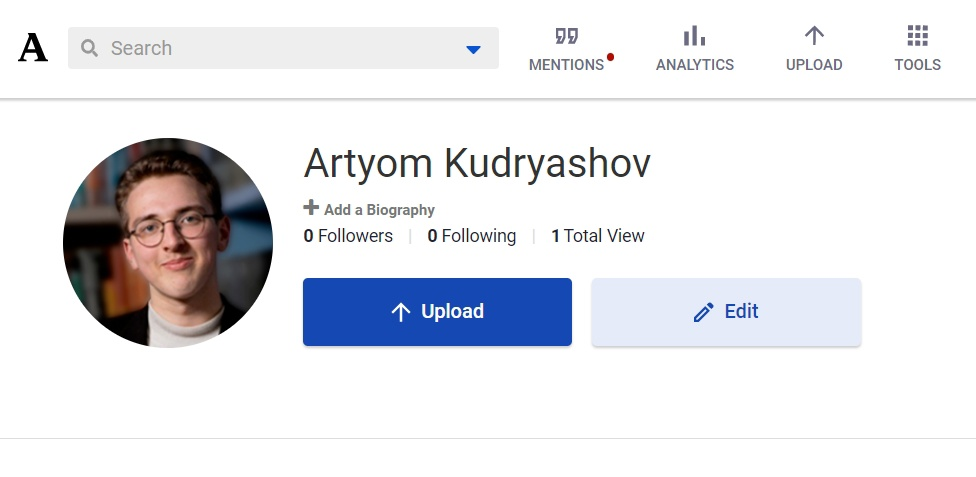 A
Search
MENTIONS
ANALYTICS
UPLOAD
TOOLS
Artyom Kudryashov
Add a Biography
0 Followers | 0 Following | 1 Total View
Upload
Edit